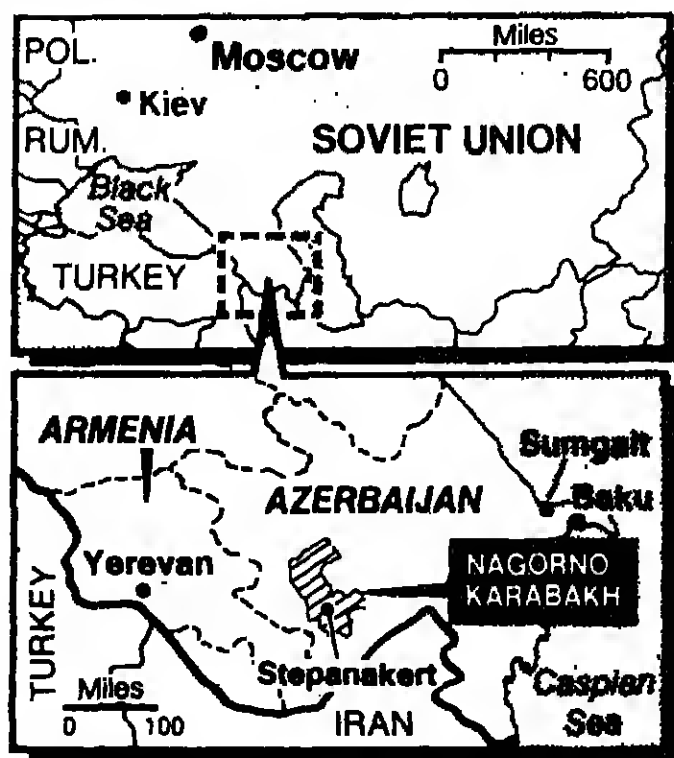 POL.
Moscow
Miles
0 600
Kiev
RUM.
SOVIET UNION
Black
Sea
TURKEY
ARMENIA
Sumgait
AZERBAIJAN
Baku
Yerevan
NAGORNO
KARABAKH
TURKEY
Stepanakert
Miles
0 100
IRAN
Caspian
Sea